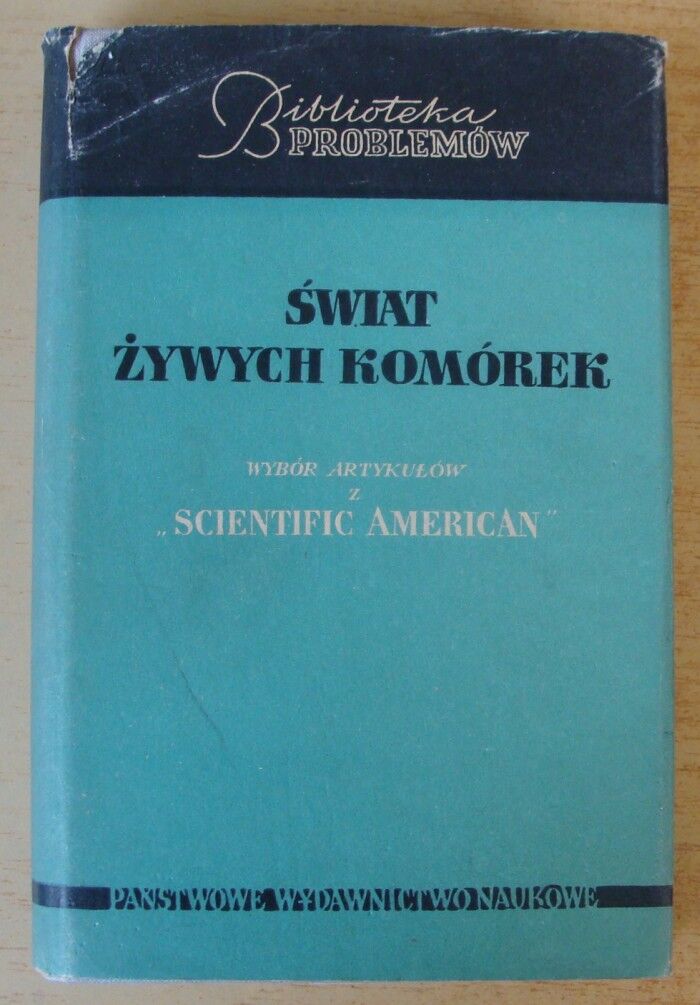 Biblioteka
PROBLEMÓW
ŚWIAT
ŻYWYCH KOMÓREK
WYBÓR ARTYKUŁÓW
Z
„SCIENTIFIC AMERICAN”
PAŃSTWOWE WYDAWNICTWO NAUKOWE